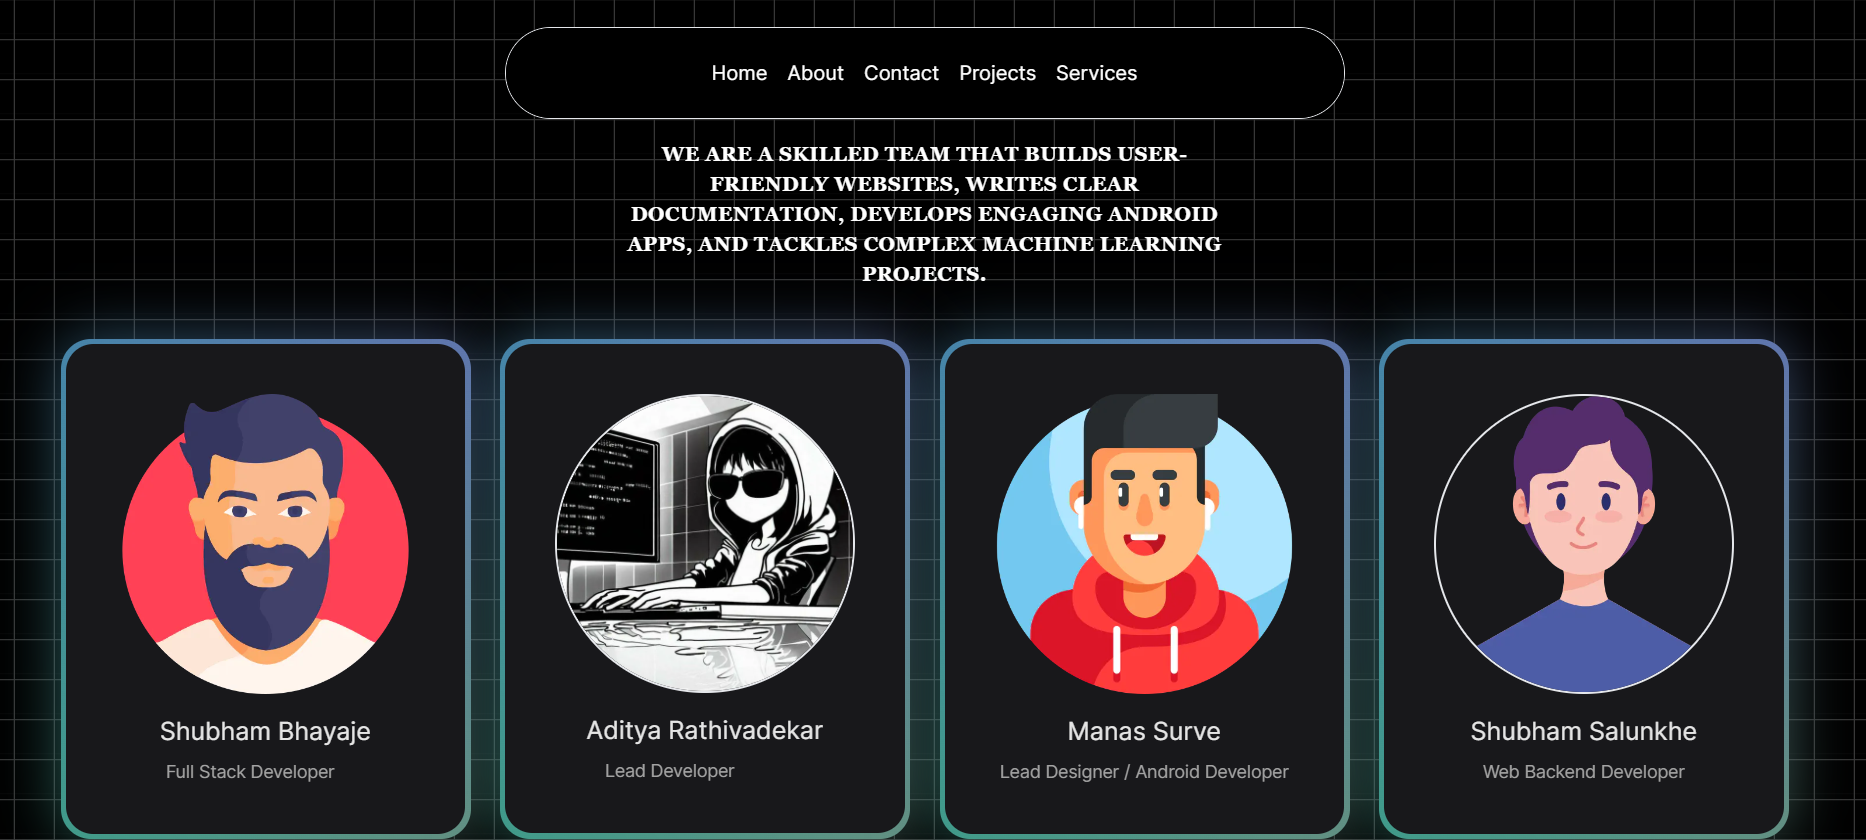 Home About Contact Projects Services
WE ARE A SKILLED TEAM THAT BUILDS USER-
FRIENDLY WEBSITES, WRITES CLEAR
DOCUMENTATION, DEVELOPS ENGAGING ANDROID
APPS, AND TACKLES COMPLEX MACHINE LEARNING
PROJECTS.
Shubham Bhayaje
Full Stack Developer
Aditya Rathivadekar
Lead Developer
Manas Surve
Lead Designer / Android Developer
Shubham Salunkhe
Web Backend Developer